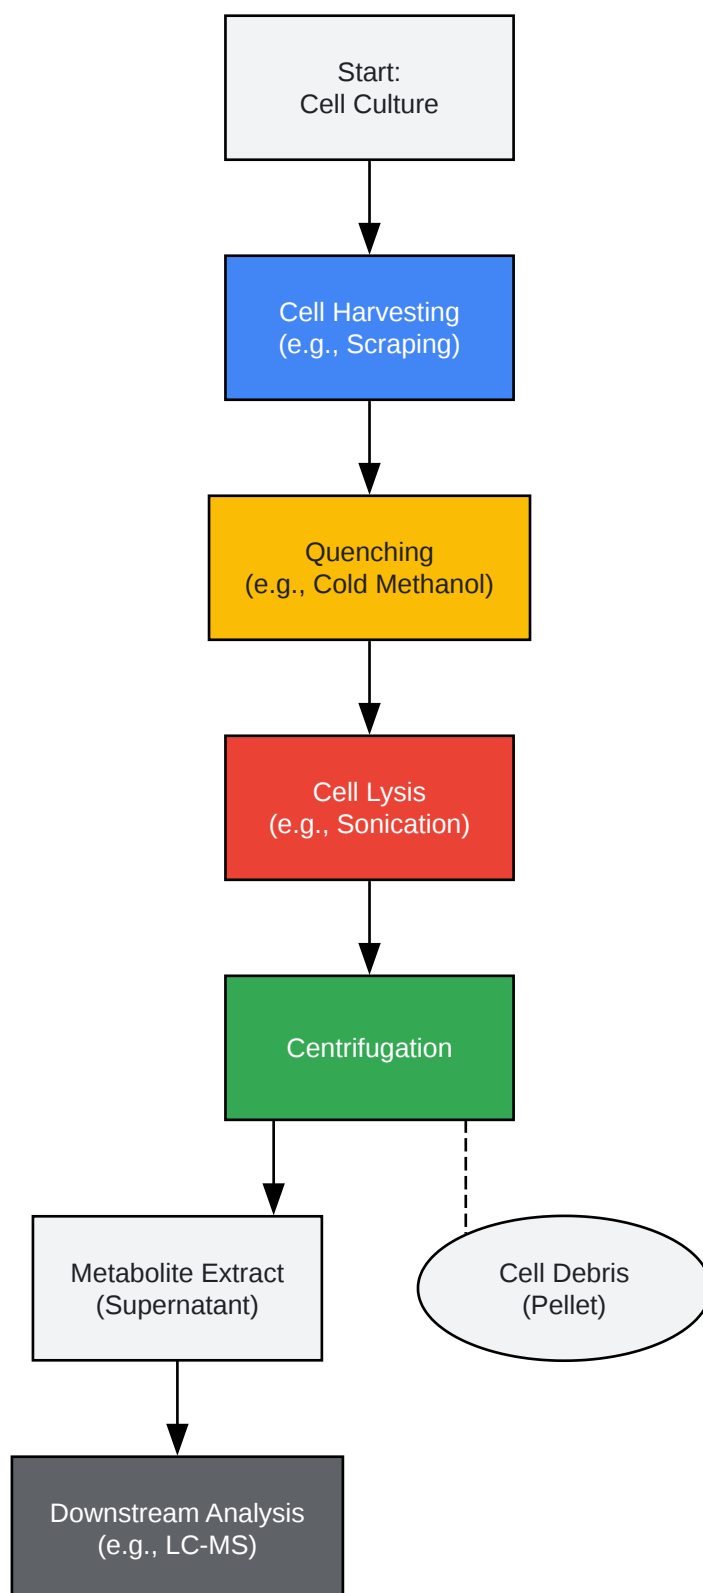 Start:
Cell Culture
Cell Harvesting
(e.g., Scraping)
Quenching
(e.g., Cold Methanol)
Cell Lysis
(e.g., Sonication)
Centrifugation
Metabolite Extract
(Supernatant)
Cell Debris
(Pellet)
Downstream Analysis
(e.g., LC-MS)